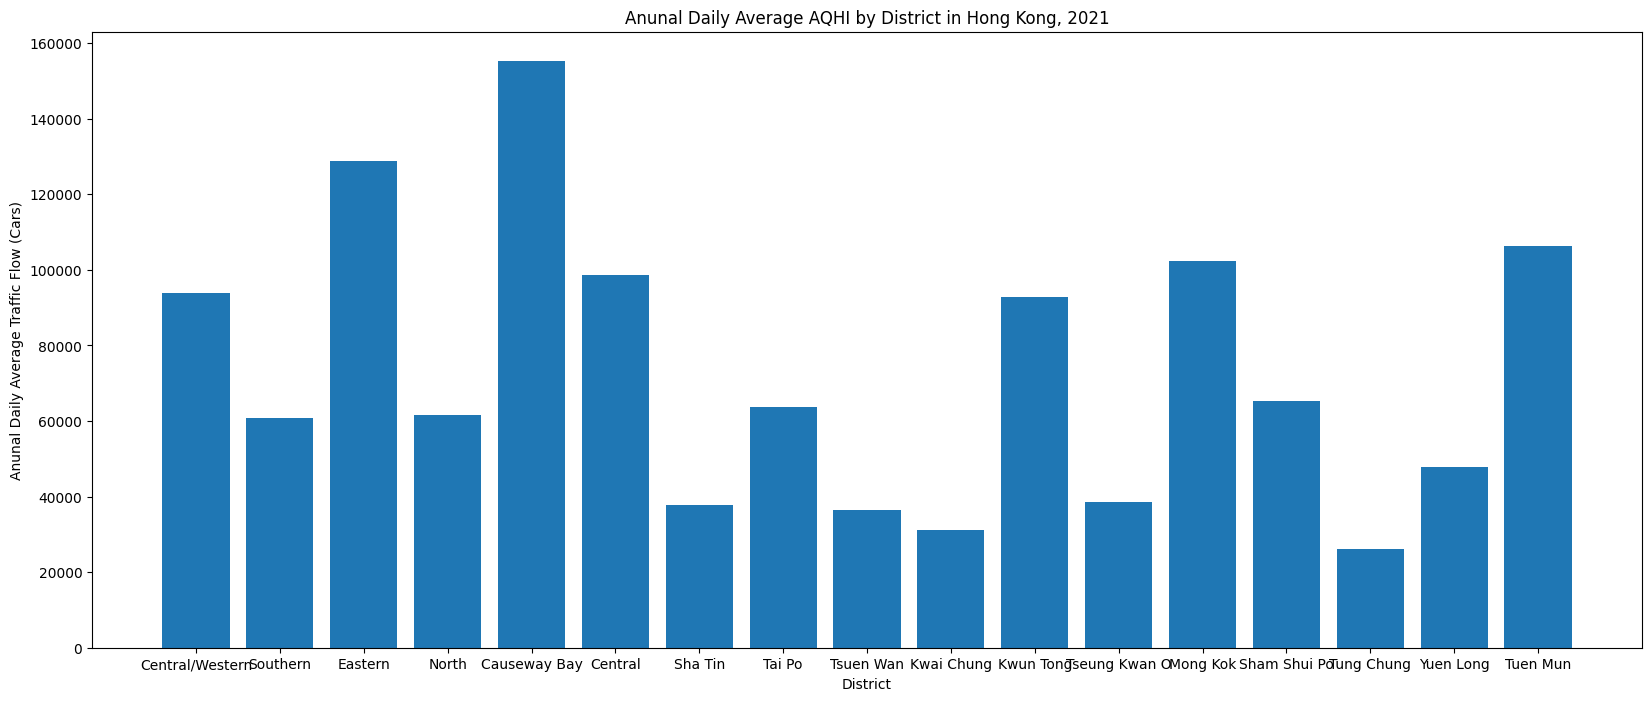 Anunal Daily Average AQHI by District in Hong Kong, 2021
Anunal Daily Average Traffic Flow (Cars)
160000
140000
120000
100000
80000
60000
40000
20000
0
Central/Western Southern Eastern North Causeway Bay Central Sha Tin Tai Po Tsuen Wan Kwai Chung Kwun Tong Tseung Kwan O Mong Kok Sham Shui Po Tung Chung Yuen Long Tuen Mun
District